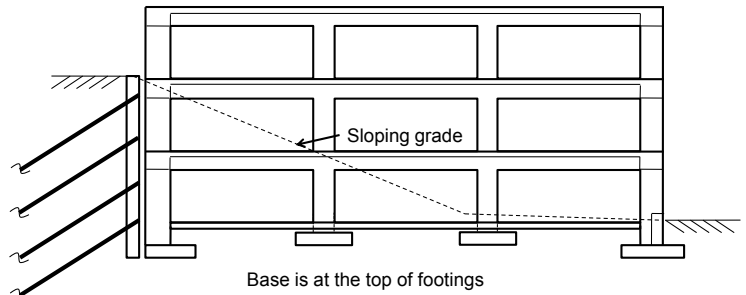 Sloping grade
Base is at the top of footings